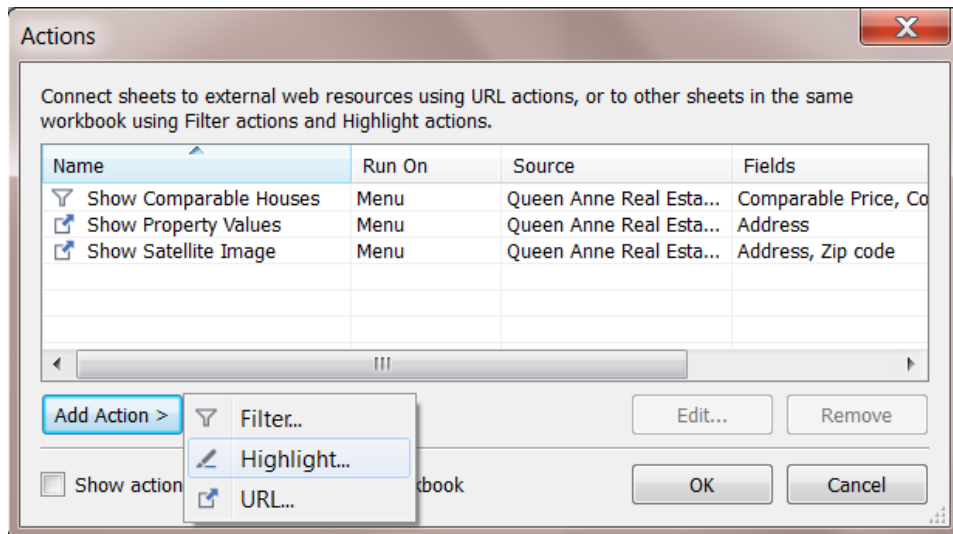 Actions
Connect sheets to external web resources using URL actions, or to other sheets in the same
workbook using Filter actions and Highlight actions.
Name Run On Source Fields
Show Comparable Houses Menu Queen Anne Real Esta... Comparable Price, Co
Show Property Values Menu Queen Anne Real Esta... Address
Show Satellite Image Menu Queen Anne Real Esta... Address, Zip code
Add Action > Edit... Remove
Filter...
Highlight...
URL...
Show action kbook OK Cancel